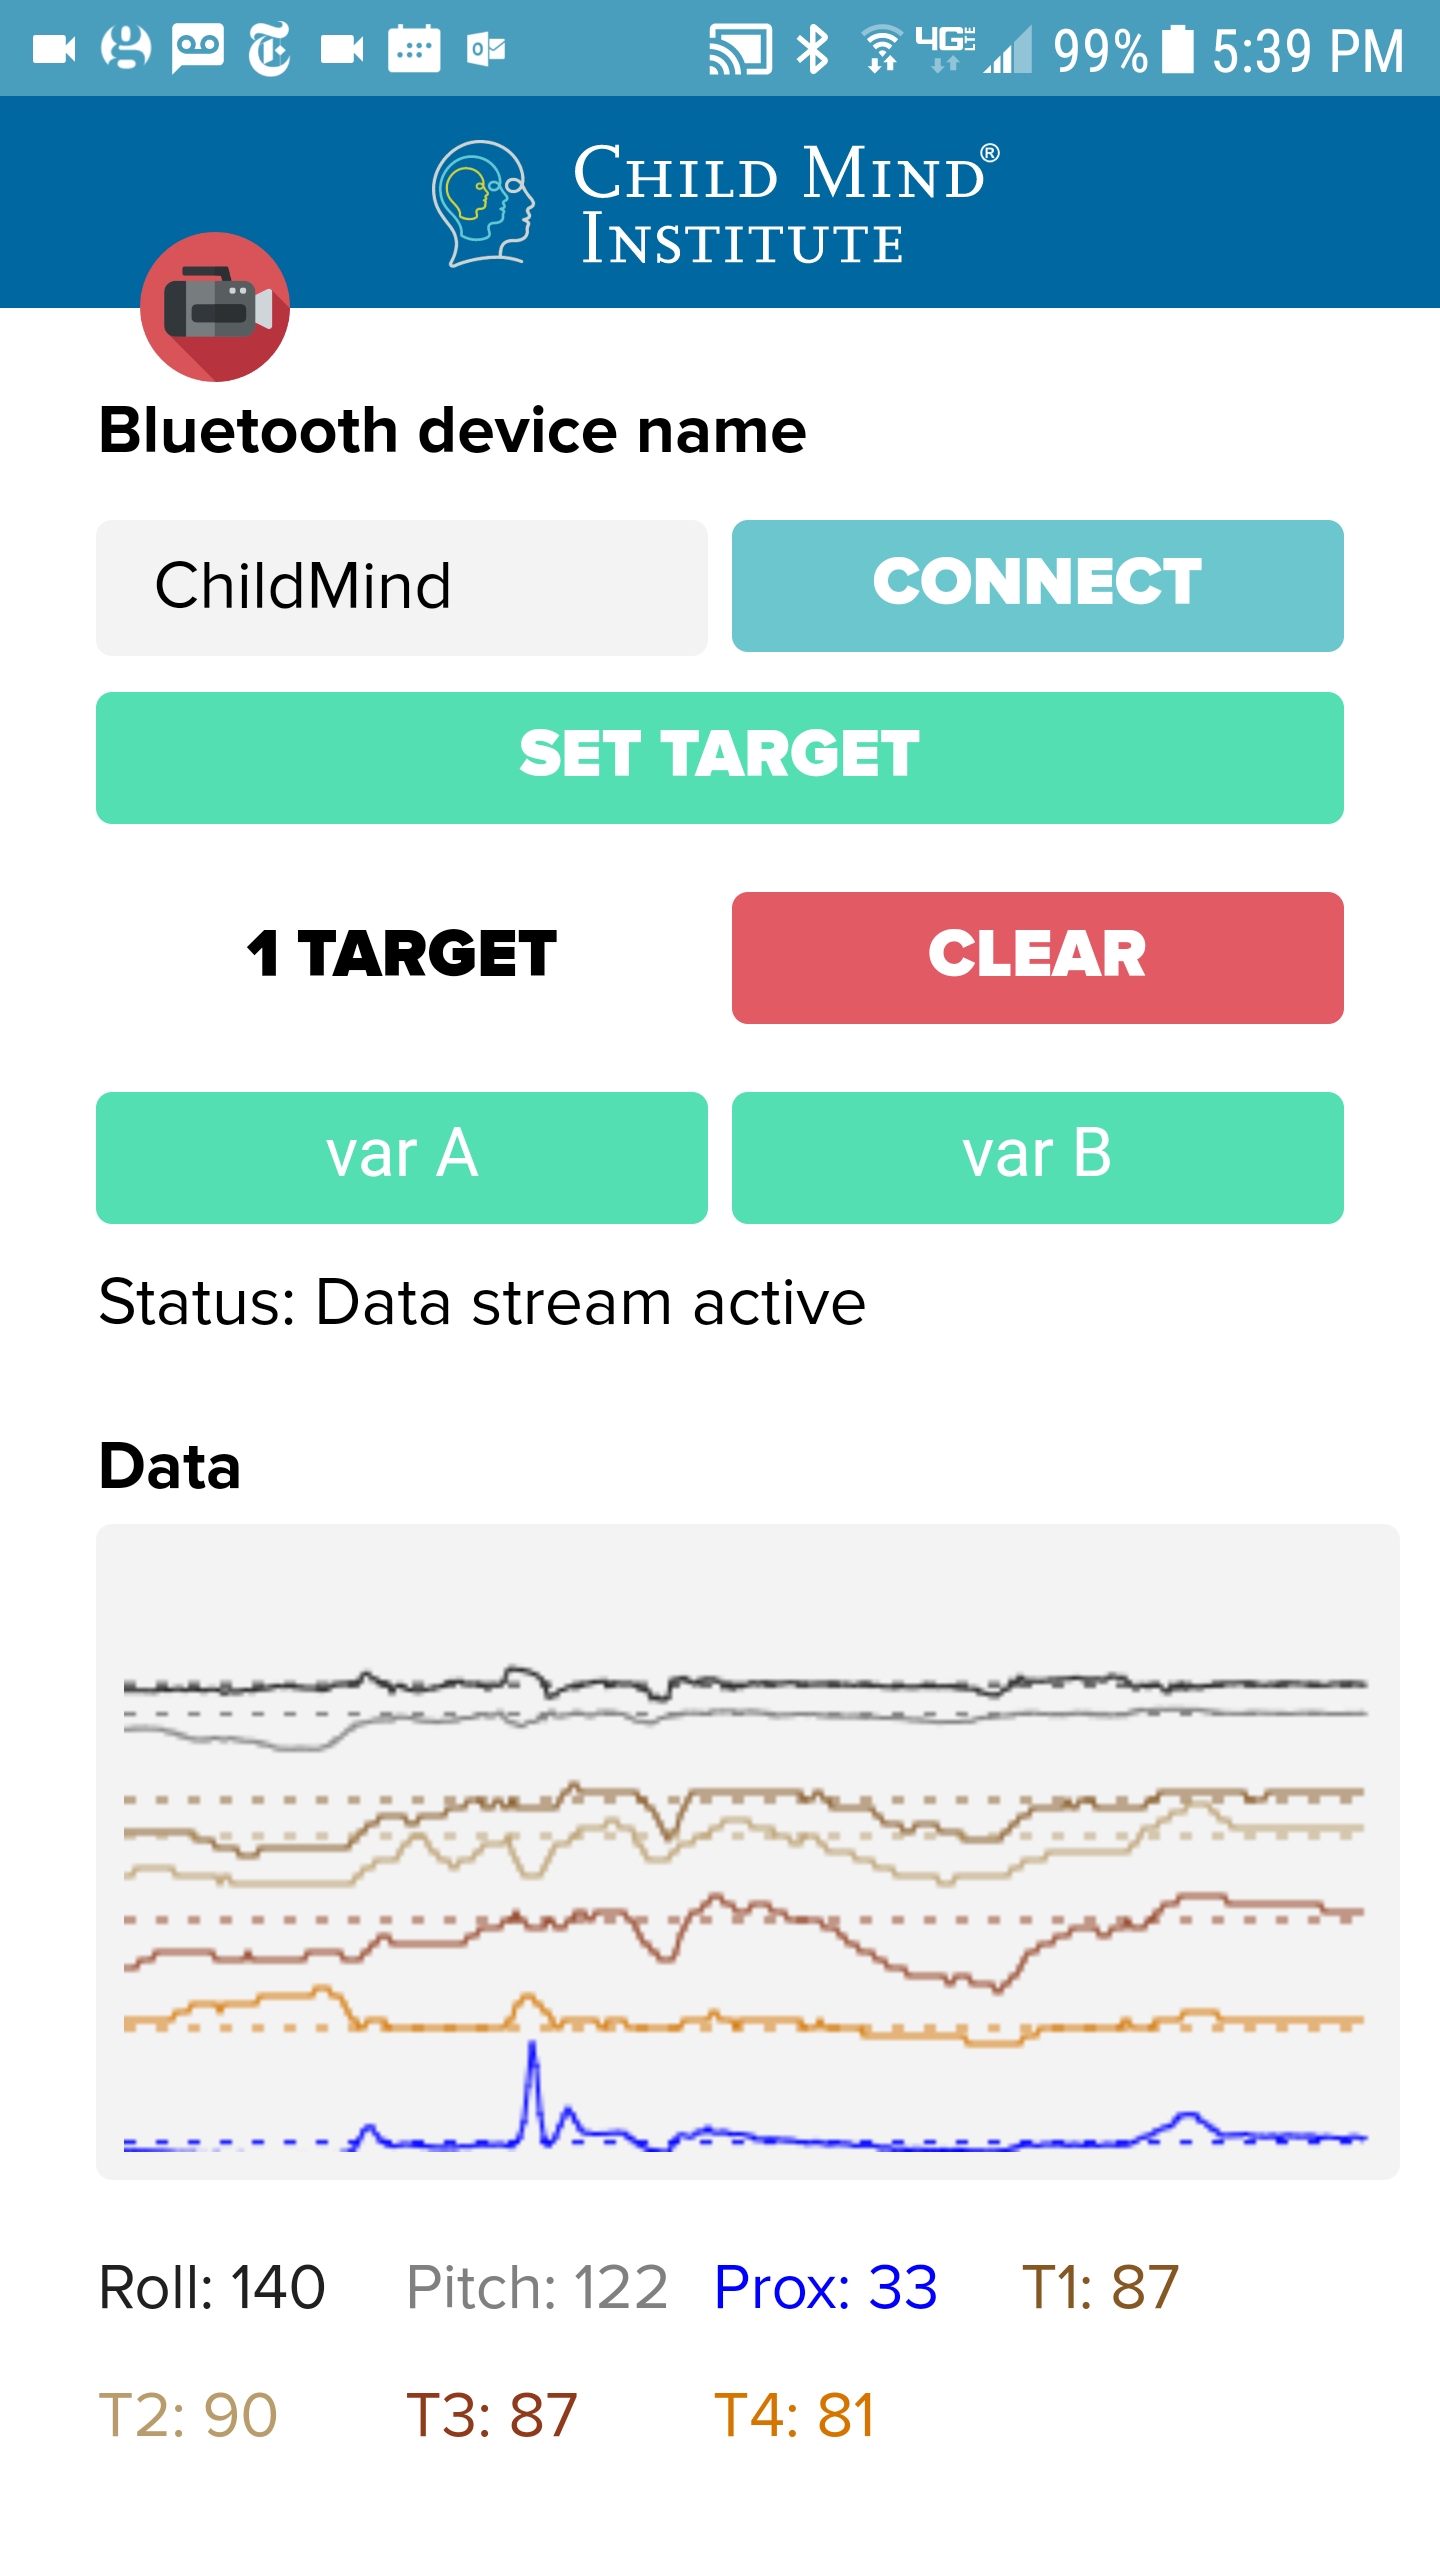 4G LTE 99% 5:39 PM
CHILD MIND®
INSTITUTE
Bluetooth device name
ChildMind CONNECT
SET TARGET
1 TARGET CLEAR
var A var B
Status: Data stream active
Data
Roll: 140 Pitch: 122 Prox: 33 T1: 87
T2: 90 T3: 87 T4: 81